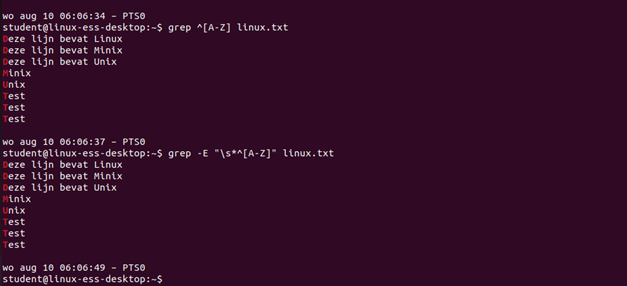 wo aug 10 06:06:34 – PTS0
student@linux-ess-desktop:~$ grep ^[A-Z] linux.txt
Deze lijn bevat Linux
Deze lijn bevat Minix
Deze lijn bevat Unix
Minix
Unix
Test
Test
Test
wo aug 10 06:06:37 – PTS0
student@linux-ess-desktop:~$ grep -E "\s*^[A-Z]" linux.txt
Deze lijn bevat Linux
Deze lijn bevat Minix
Deze lijn bevat Unix
Minix
Unix
Test
Test
Test
wo aug 10 06:06:49 – PTS0
student@linux-ess-desktop:~$